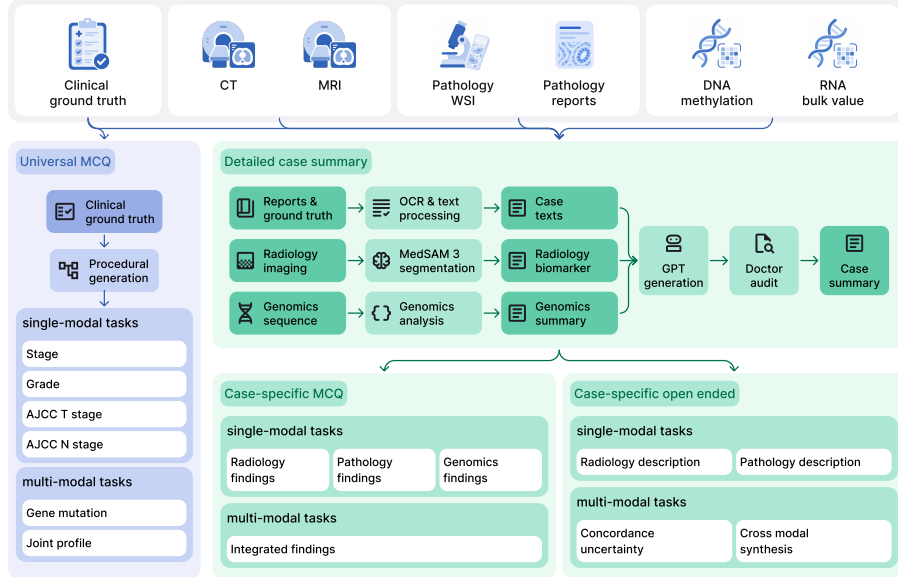 Clinical
ground truth
CT
MRI
Pathology
WSI
Pathology
reports
DNA
methylation
RNA
bulk value
Universal MCQ
Clinical
ground truth
Procedural
generation
single-modal tasks
Stage
Grade
AJCC T stage
AJCC N stage
multi-modal tasks
Gene mutation
Joint profile
Detailed case summary
Reports &
ground truth
OCR & text
processing
Case
texts
Radiology
imaging
MedSAM 3
segmentation
Radiology
biomarker
Genomics
sequence
Genomics
analysis
Genomics
summary
GPT
generation
Doctor
audit
Case
summary
Case-specific MCQ
single-modal tasks
Radiology
findings
Pathology
findings
Genomics
findings
multi-modal tasks
Integrated findings
Case-specific open ended
single-modal tasks
Radiology description
Pathology description
multi-modal tasks
Concordance
uncertainty
Cross modal
synthesis